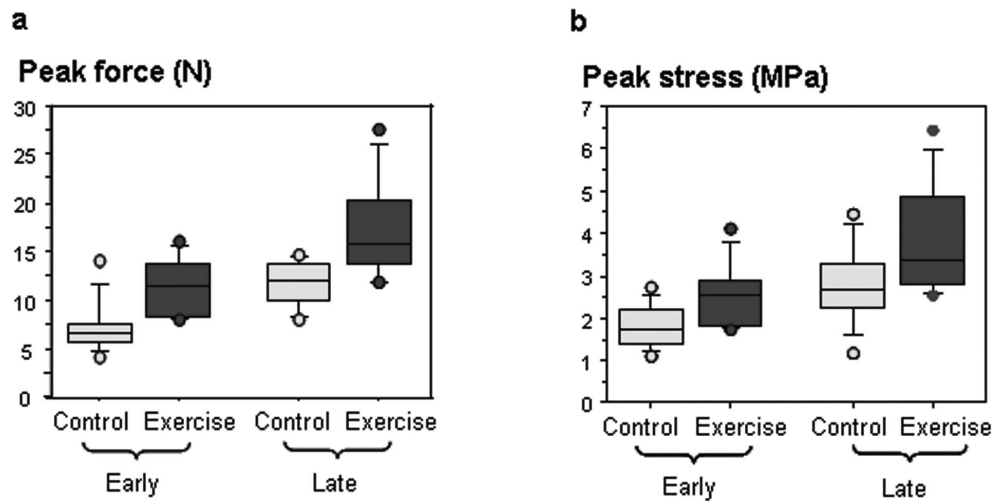 a
Peak force (N)
30
25
20
15
10
5
0
Control Exercise Control Exercise
Early Late
b
Peak stress (MPa)
7
6
5
4
3
2
1
0
Control Exercise Control Exercise
Early Late